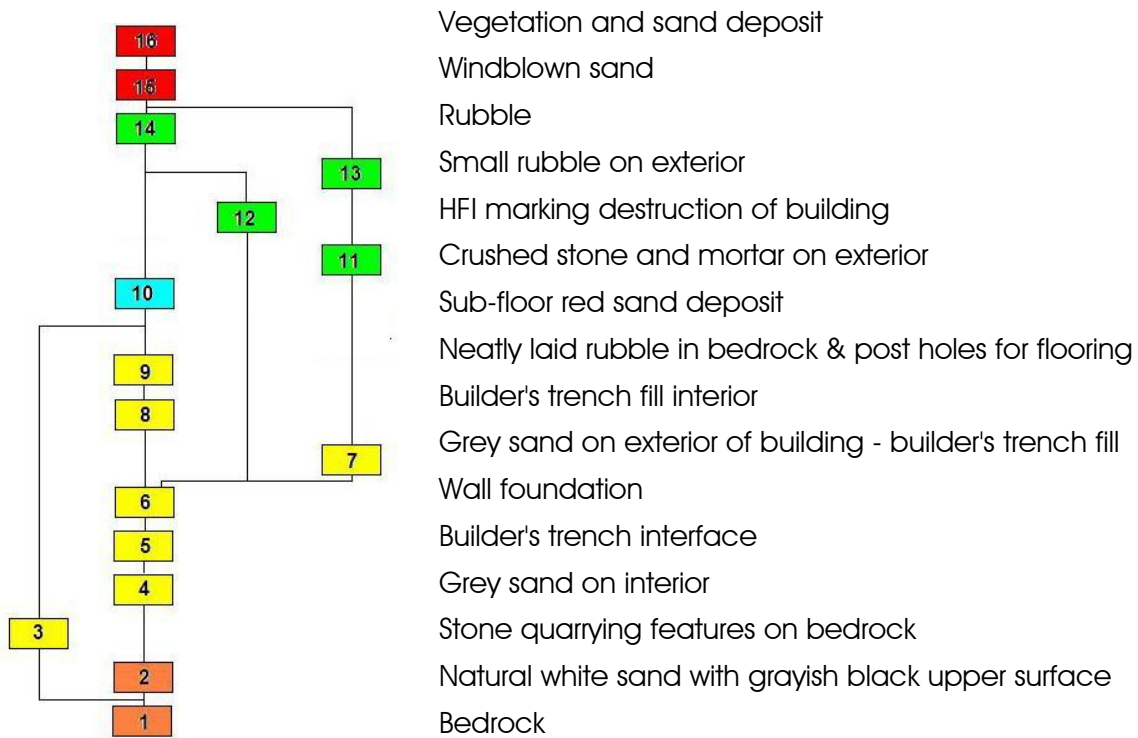 16 Vegetation and sand deposit
15 Windblown sand
14 Rubble
13 Small rubble on exterior
12 HFI marking destruction of building
11 Crushed stone and mortar on exterior
10 Sub-floor red sand deposit
9 Neatly laid rubble in bedrock & post holes for flooring
8 Builder's trench fill interior
7 Grey sand on exterior of building - builder's trench fill
6 Wall foundation
5 Builder's trench interface
4 Grey sand on interior
3 Stone quarrying features on bedrock
2 Natural white sand with grayish black upper surface
1 Bedrock